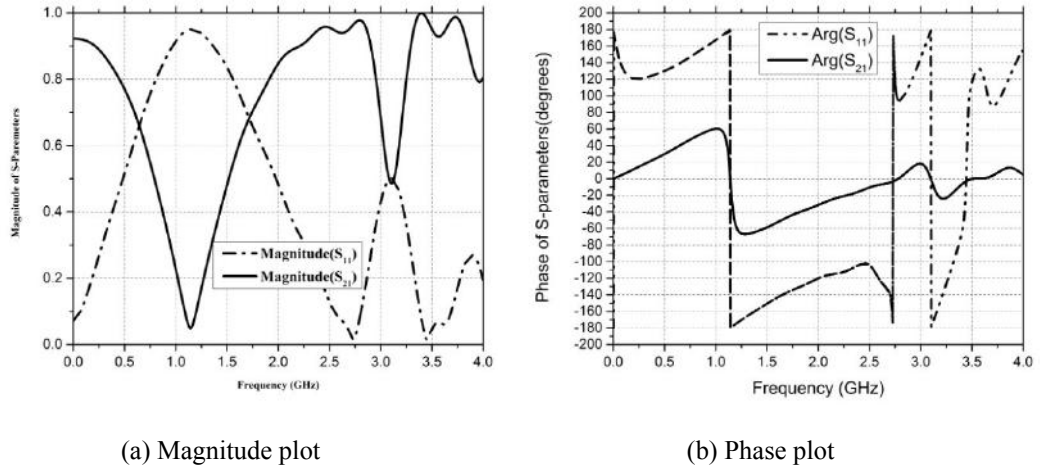 1.0
0.8
0.6
0.4
0.2
0.0
Magnitude of S-Paremeters
Magnitude(S11)
Magnitude(S21)
0.0 0.5 1.0 1.5 2.0 2.5 3.0 3.5 4.0
Frequency (GHz)
(a) Magnitude plot
200
180
160
140
120
100
80
60
40
20
0
-20
-40
-60
-80
-100
-120
-140
-160
-180
-200
Phase of S-parameters(degrees)
Arg(S11)
Arg(S21)
0.0 0.5 1.0 1.5 2.0 2.5 3.0 3.5 4.0
Frequency (GHz)
(b) Phase plot